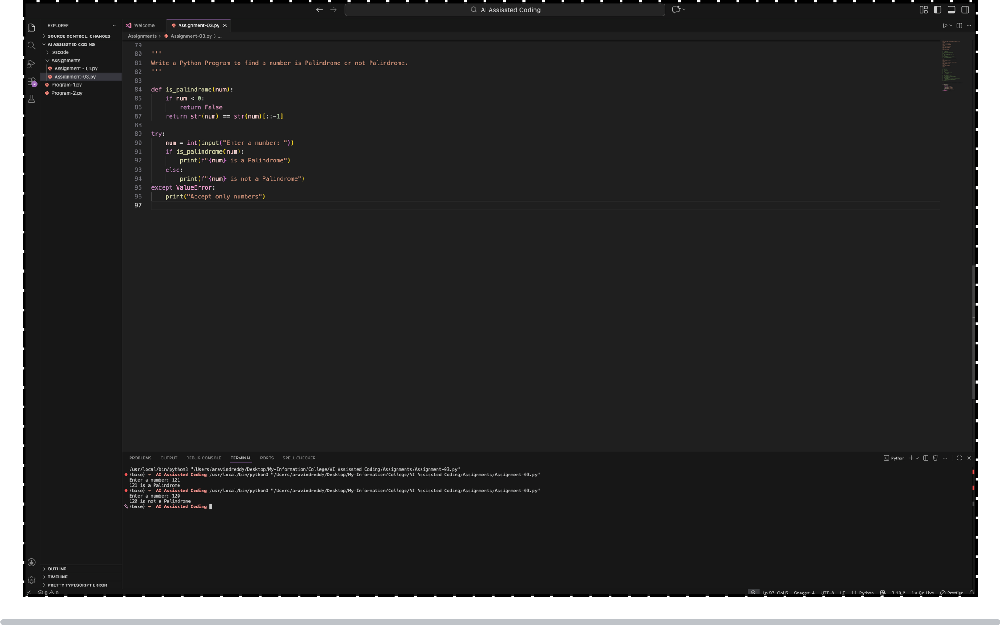 AI Assissted Coding
EXPLORER
SOURCE CONTROL: CHANGES
AI ASSISSTED CODING
.vscode
Assignments
Assignment - 01.py
Assignment-03.py
Program-1.py
Program-2.py
2
OUTLINE
TIMELINE
PRETTY TYPESCRIPT ERROR
Welcome
Assignment-03.py
Assignments > Assignment-03.py > ...
79
80 '''
81 Write a Python Program to find a number is Palindrome or not Palindrome.
82 '''
83
84 def is_palindrome(num):
85     if num < 0:
86         return False
87     return str(num) == str(num)[::-1]
88
89 try:
90     num = int(input("Enter a number: "))
91     if is_palindrome(num):
92         print(f"{num} is a Palindrome")
93     else:
94         print(f"{num} is not a Palindrome")
95 except ValueError:
96     print("Accept only numbers")
97
PROBLEMS OUTPUT DEBUG CONSOLE TERMINAL PORTS SPELL CHECKER
Python
/usr/local/bin/python3 "/Users/aravindreddy/Desktop/My-Information/College/AI Assissted Coding/Assignments/Assignment-03.py"
(base) → AI Assissted Coding /usr/local/bin/python3 "/Users/aravindreddy/Desktop/My-Information/College/AI Assissted Coding/Assignments/Assignment-03.py"
Enter a number: 121
121 is a Palindrome
(base) → AI Assissted Coding /usr/local/bin/python3 "/Users/aravindreddy/Desktop/My-Information/College/AI Assissted Coding/Assignments/Assignment-03.py"
Enter a number: 120
120 is not a Palindrome
(base) → AI Assissted Coding
0 0
Ln 97, Col 5 Spaces: 4 UTF-8 LF { } Python 3.13.2 Go Live Prettier